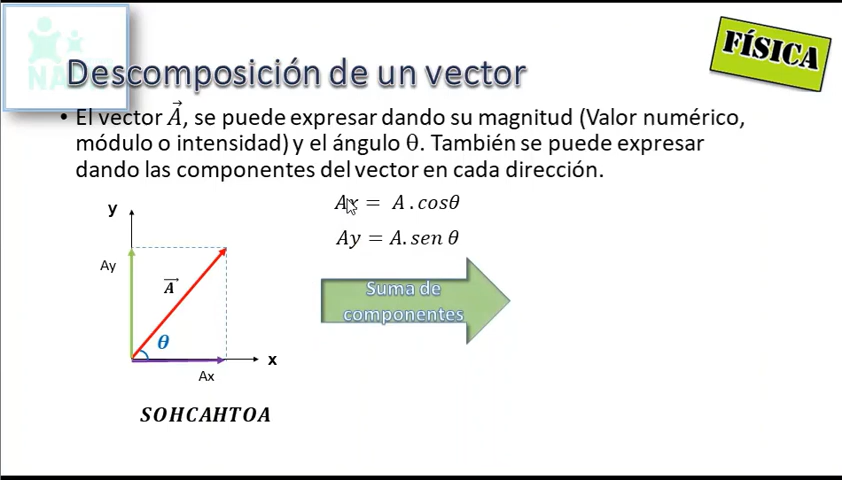 FÍSICA
Descomposición de un vector
• El vector A⃗, se puede expresar dando su magnitud (Valor numérico,
módulo o intensidad) y el ángulo θ. También se puede expresar
dando las componentes del vector en cada dirección.
Ax = A . cosθ
Ay = A. sen θ
Suma de
componentes
y
Ay
A⃗
θ
x
Ax
SOHCAHTOA